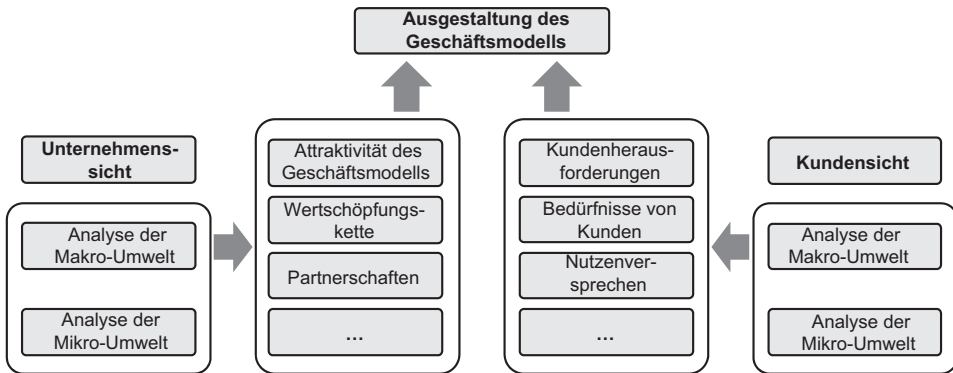 Ausgestaltung des
Geschäftsmodells
Unternehmens-
sicht
Analyse der
Makro-Umwelt
Analyse der
Mikro-Umwelt
Attraktivität des
Geschäftsmodells
Wertschöpfungs-
kette
Partnerschaften
...
Kundenheraus-
forderungen
Bedürfnisse von
Kunden
Nutzenver-
sprechen
...
Kundensicht
Analyse der
Makro-Umwelt
Analyse der
Mikro-Umwelt